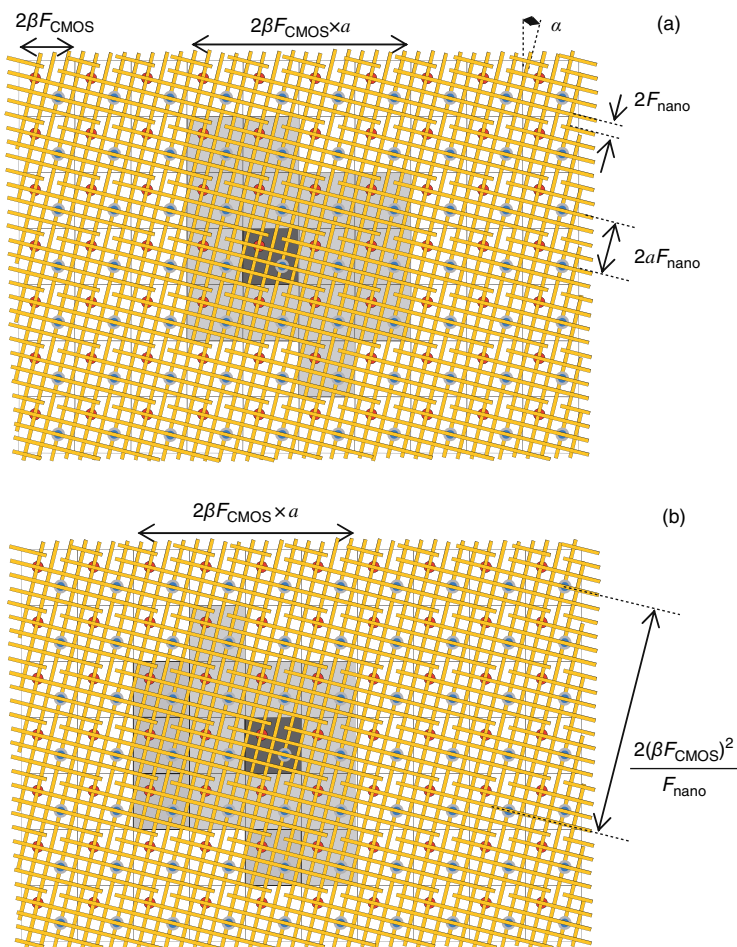 2βF_CMOS
2βF_CMOS×a
α
(a)
2F_nano
2aF_nano
2βF_CMOS×a
(b)
2(βF_CMOS)²
F_nano